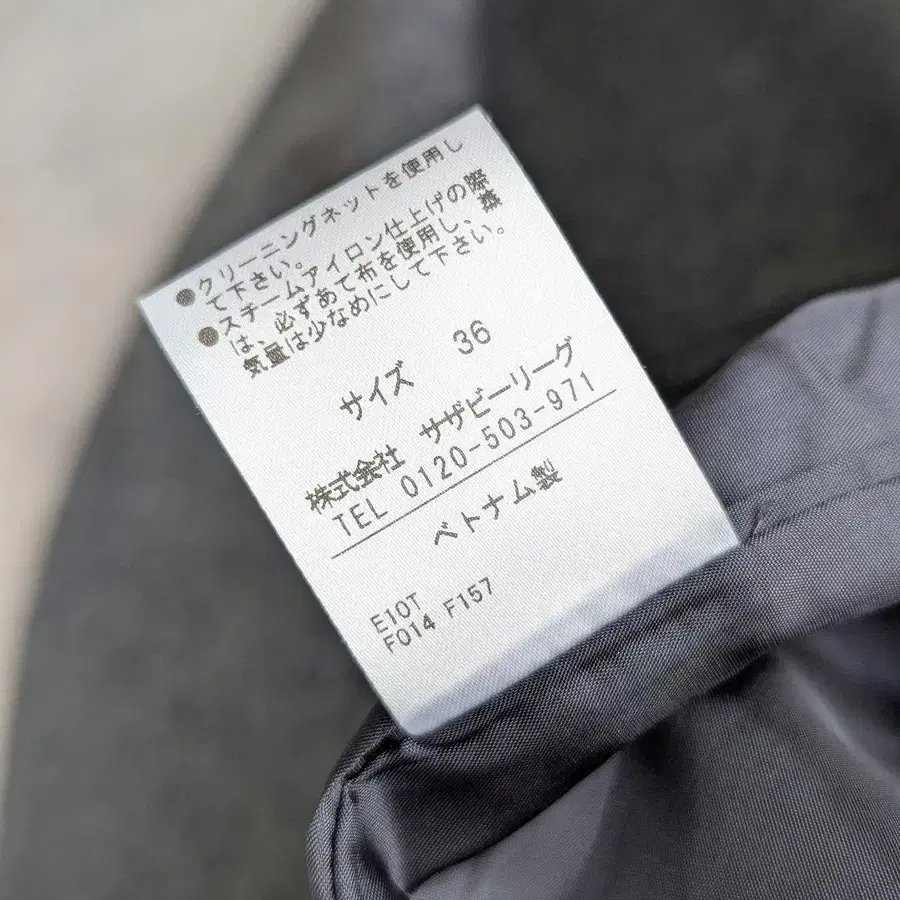 ●クリーニングネットを使用し
て下さい。
●スチームアイロン仕上げの際
は、必ずあて布を使用し、蒸
気量は少なめにして下さい。
サイズ 36
株式会社 サザビーリーグ
TEL 0120-503-971
ベトナム製
E10T
F014 F157